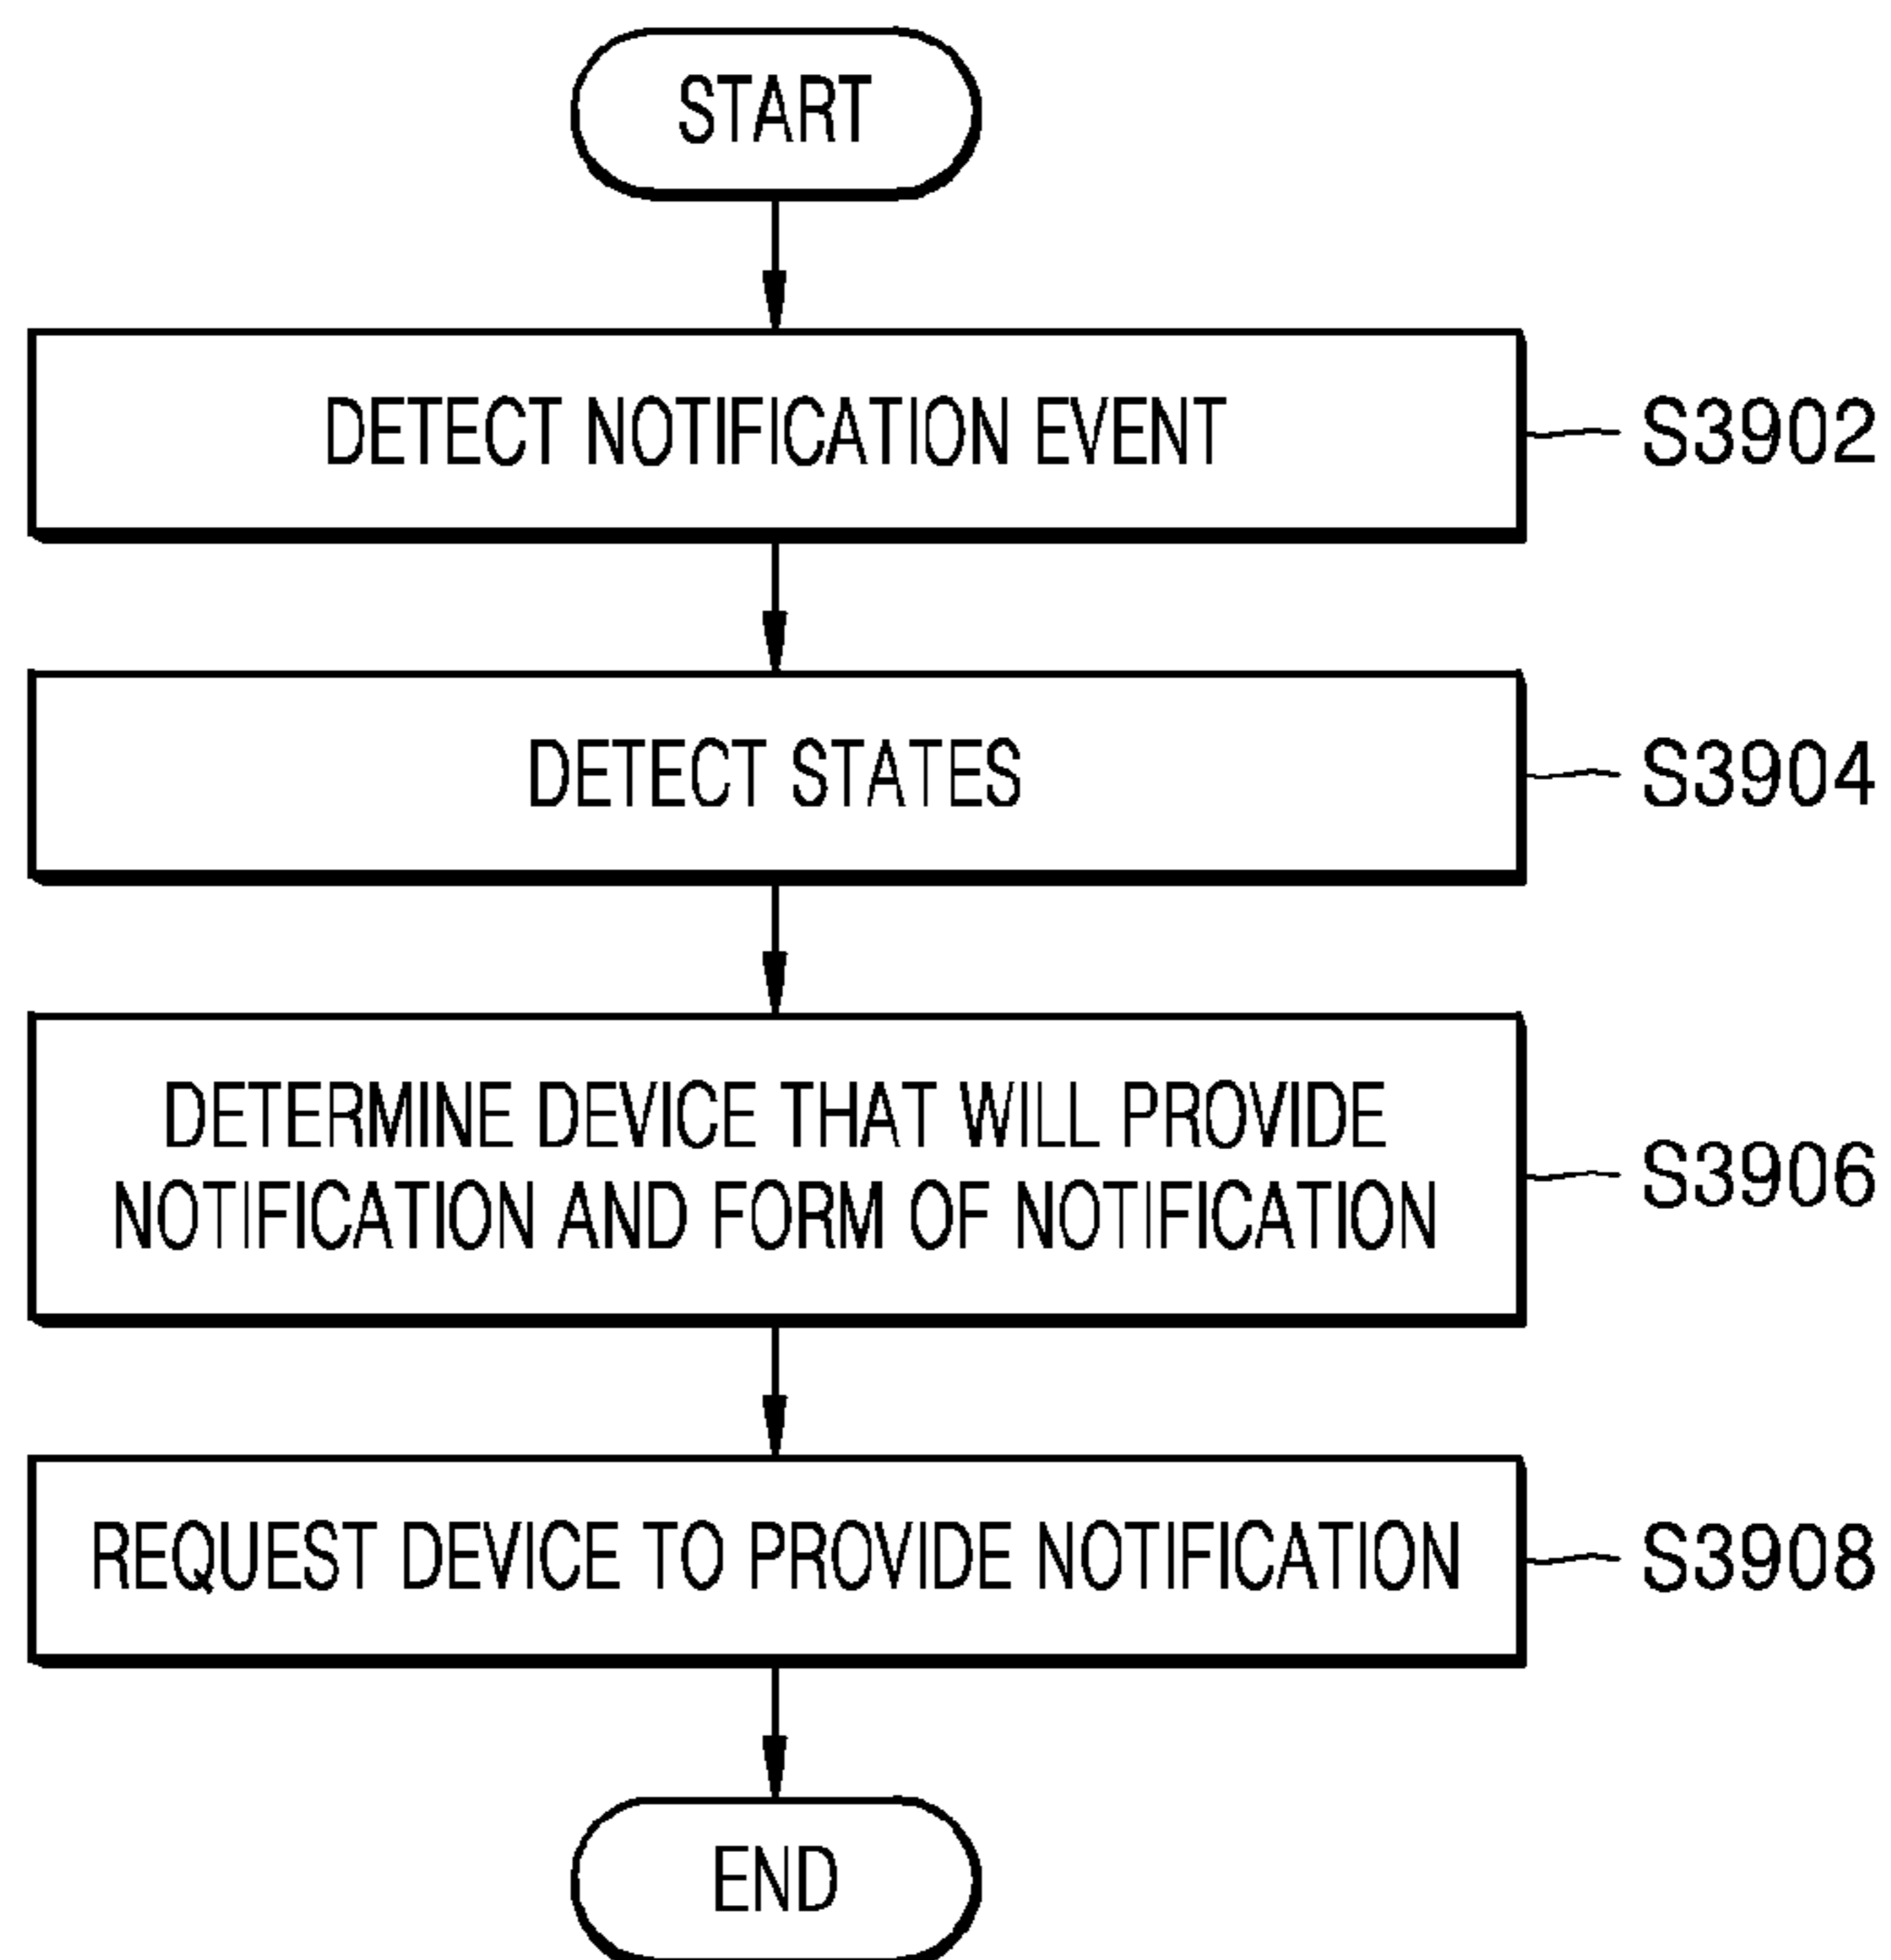 START
DETECT NOTIFICATION EVENT
S3902
DETECT STATES
S3904
DETERMINE DEVICE THAT WILL PROVIDE
NOTIFICATION AND FORM OF NOTIFICATION
S3906
REQUEST DEVICE TO PROVIDE NOTIFICATION
S3908
END